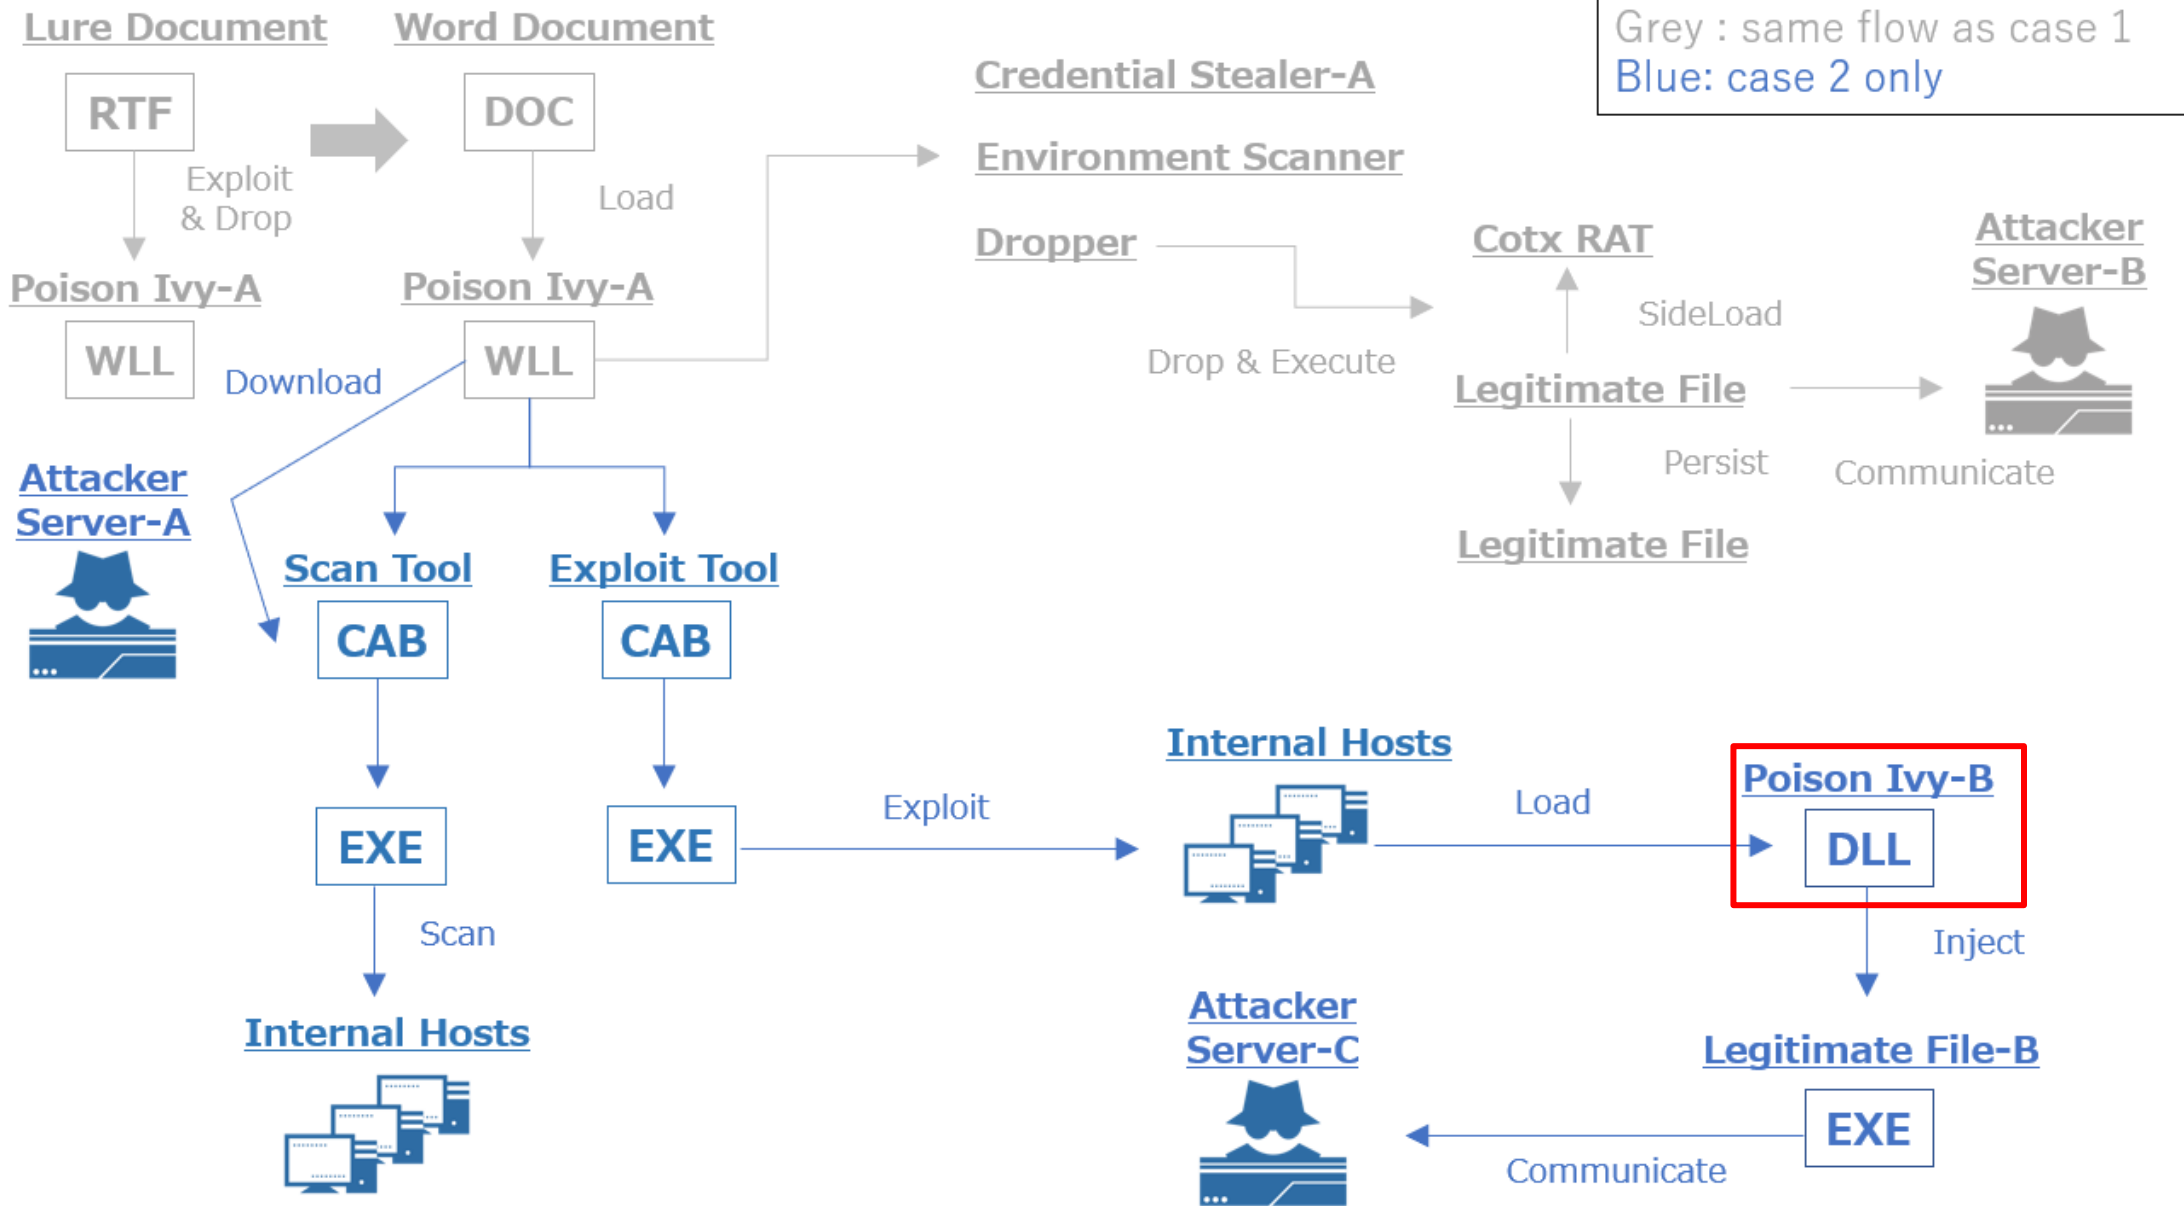 Lure Document
Word Document
Grey : same flow as case 1
Blue: case 2 only
RTF
DOC
Credential Stealer-A
Exploit
& Drop
Load
Environment Scanner
Dropper
Cotx RAT
Attacker
Server-B
Poison Ivy-A
Poison Ivy-A
SideLoad
WLL
WLL
Download
Drop & Execute
Legitimate File
Persist
Communicate
Attacker
Server-A
Legitimate File
Scan Tool
Exploit Tool
CAB
CAB
Internal Hosts
Poison Ivy-B
Exploit
Load
EXE
EXE
DLL
Scan
Inject
Internal Hosts
Attacker
Server-C
Legitimate File-B
EXE
Communicate